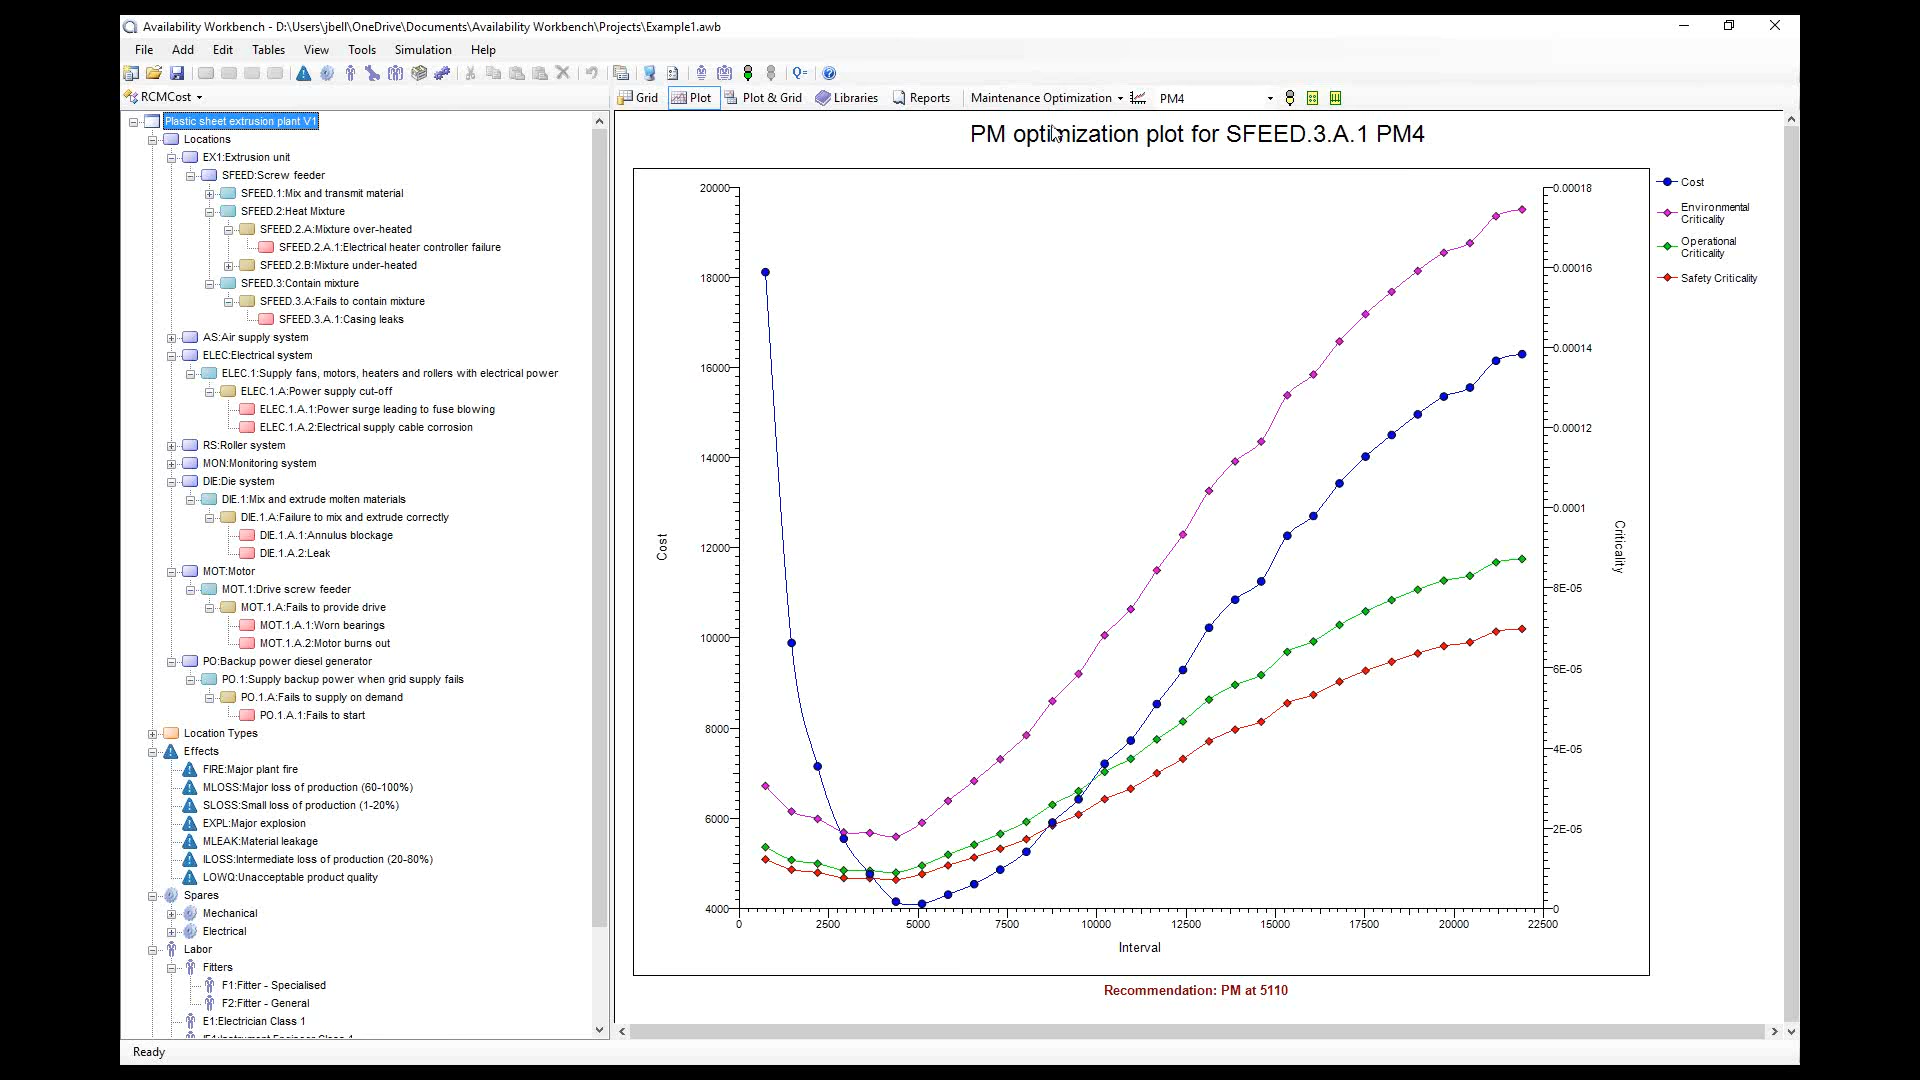 Availability Workbench - D:\Users\jbell\OneDrive\Documents\Availability Workbench\Projects\Example1.awb
File Add Edit Tables View Tools Simulation Help
RCMCost
Grid Plot Plot & Grid Libraries Reports Maintenance Optimization PM4
Plastic sheet extrusion plant V1
Locations
EX1:Extrusion unit
SFEED:Screw feeder
SFEED.1:Mix and transmit material
SFEED.2:Heat Mixture
SFEED.2.A:Mixture over-heated
SFEED.2.A.1:Electrical heater controller failure
SFEED.2.B:Mixture under-heated
SFEED.3:Contain mixture
SFEED.3.A:Fails to contain mixture
SFEED.3.A.1:Casing leaks
AS:Air supply system
ELEC:Electrical system
ELEC.1:Supply fans, motors, heaters and rollers with electrical power
ELEC.1.A:Power supply cut-off
ELEC.1.A.1:Power surge leading to fuse blowing
ELEC.1.A.2:Electrical supply cable corrosion
RS:Roller system
MON:Monitoring system
DIE:Die system
DIE.1:Mix and extrude molten materials
DIE.1.A:Failure to mix and extrude correctly
DIE.1.A.1:Annulus blockage
DIE.1.A.2:Leak
MOT:Motor
MOT.1:Drive screw feeder
MOT.1.A:Fails to provide drive
MOT.1.A.1:Worn bearings
MOT.1.A.2:Motor burns out
PO:Backup power diesel generator
PO.1:Supply backup power when grid supply fails
PO.1.A:Fails to supply on demand
PO.1.A.1:Fails to start
Location Types
Effects
FIRE:Major plant fire
MLOSS:Major loss of production (60-100%)
SLOSS:Small loss of production (1-20%)
EXPL:Major explosion
MLEAK:Material leakage
ILOSS:Intermediate loss of production (20-80%)
LOWQ:Unacceptable product quality
Spares
Mechanical
Electrical
Labor
Fitters
F1:Fitter - Specialised
F2:Fitter - General
E1:Electrician Class 1
PM optimization plot for SFEED.3.A.1 PM4
20000
18000
16000
14000
12000
10000
8000
6000
4000
Cost
0 2500 5000 7500 10000 12500 15000 17500 20000 22500
Interval
0.00018
0.00016
0.00014
0.00012
0.0001
8E-05
6E-05
4E-05
2E-05
0
Criticality
Cost
Environmental
Criticality
Operational
Criticality
Safety Criticality
Recommendation: PM at 5110
Ready